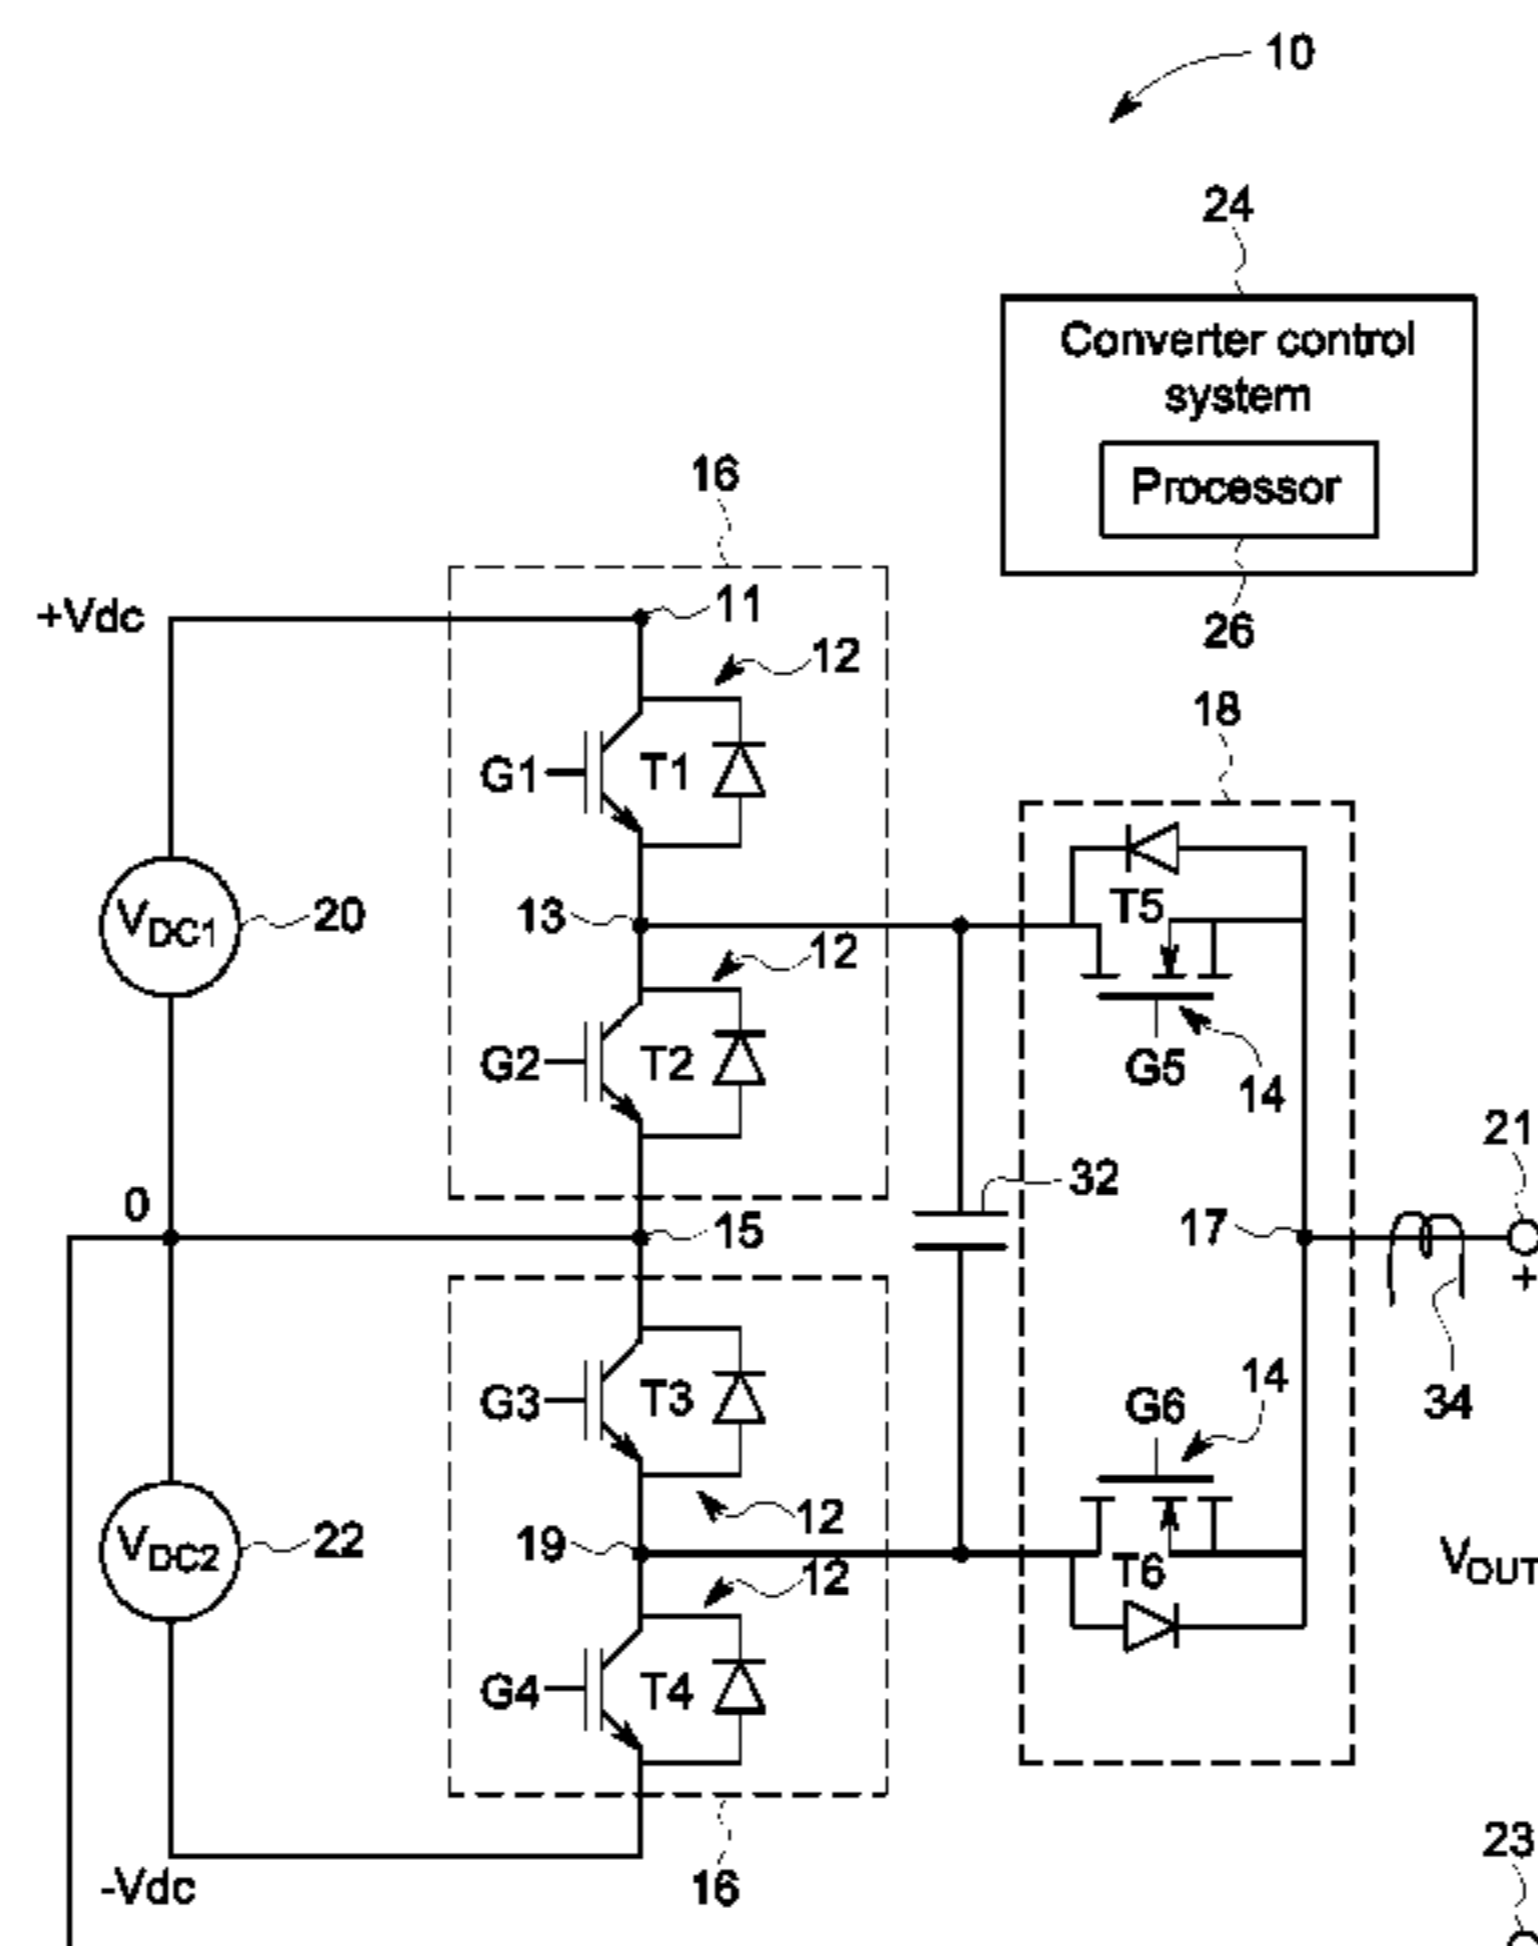 10
24
Converter control
system
Processor
26
16
+Vdc
11
12
18
G1
T1
VDC1
20
13
T5
12
G2
T2
G5
14
21
0
32
15
17
+
G3
T3
G6
14
34
12
VDC2
22
19
12
T6
VOUT
G4
T4
-Vdc
16
23